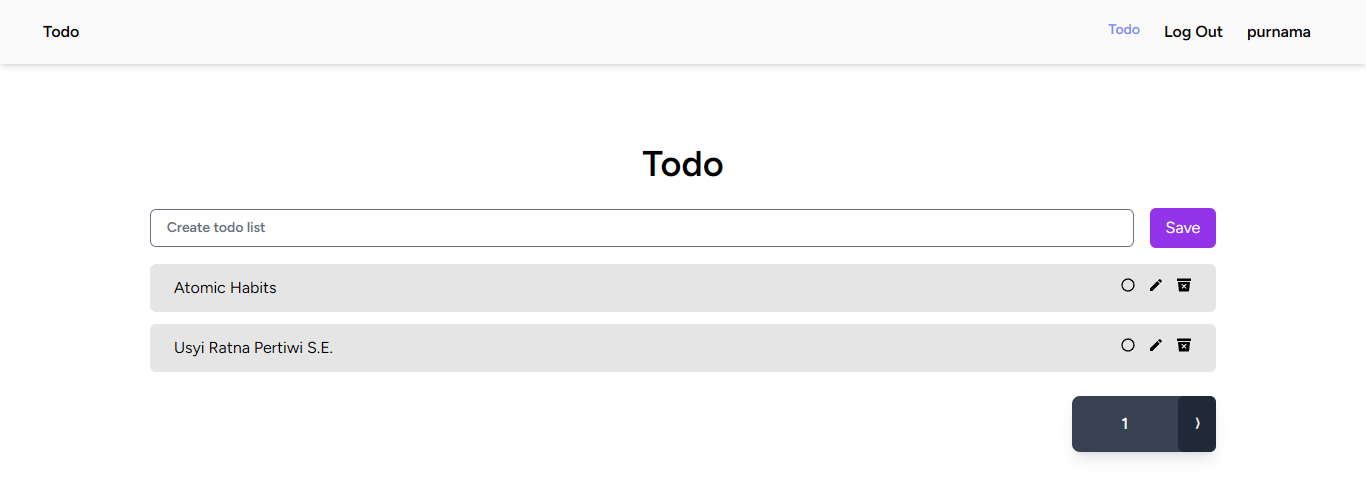 Todo
Todo Log Out purnama
Todo
Create todo list Save
Atomic Habits
Usyi Ratna Pertiwi S.E.
1 ⟩